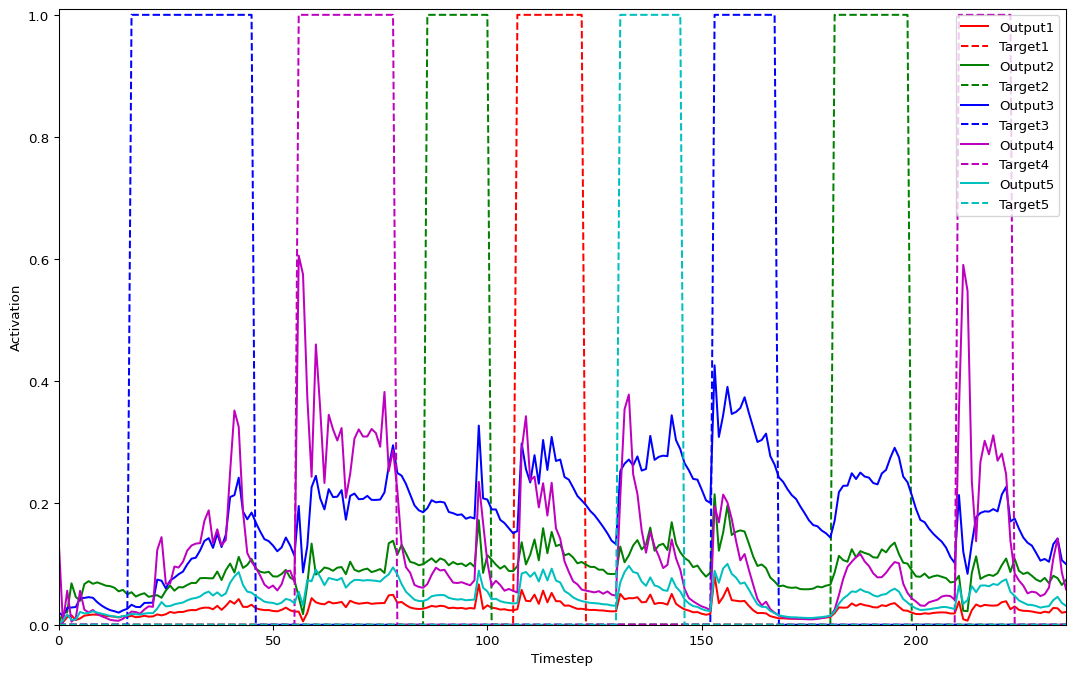 1.0
0.8
0.6
0.4
0.2
0.0
Activation
0 50 100 150 200
Timestep
Output1
Target1
Output2
Target2
Output3
Target3
Output4
Target4
Output5
Target5